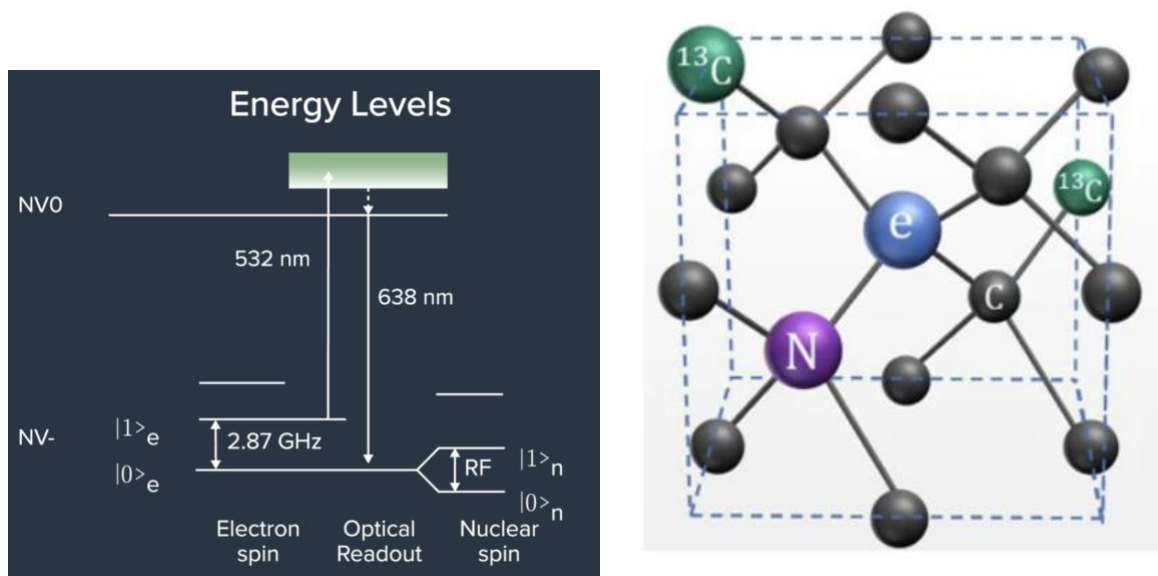 Energy Levels
NV0
532 nm
638 nm
NV-
|1>e
2.87 GHz
|0>e
RF
|1>n
|0>n
Electron
spin
Optical
Readout
Nuclear
spin
13C
13C
e
C
N